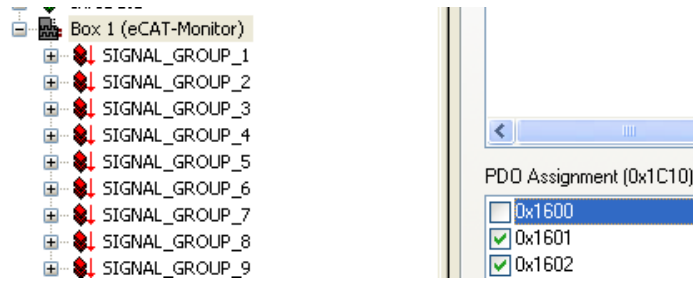 Box 1 (eCAT-Monitor)
SIGNAL_GROUP_1
SIGNAL_GROUP_2
SIGNAL_GROUP_3
SIGNAL_GROUP_4
SIGNAL_GROUP_5
SIGNAL_GROUP_6
SIGNAL_GROUP_7
SIGNAL_GROUP_8
SIGNAL_GROUP_9
PDO Assignment (0x1C10)
0x1600
0x1601
0x1602